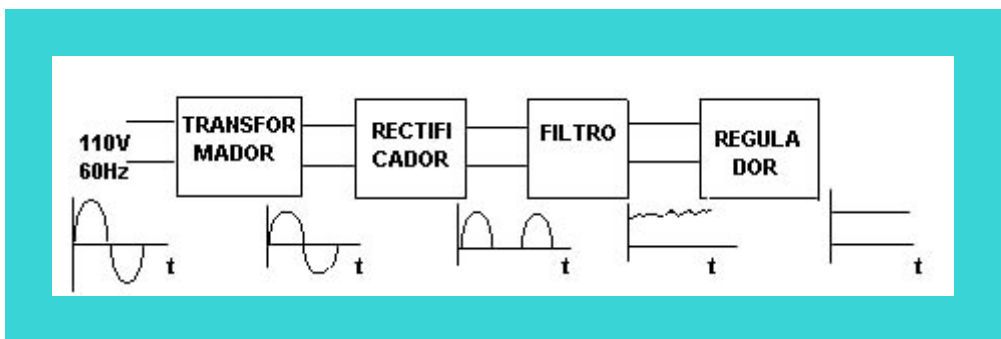 110V
60Hz
TRANSFOR
MADOR
RECTIFI
CADOR
FILTRO
REGULA
DOR
t
t
t
t
t